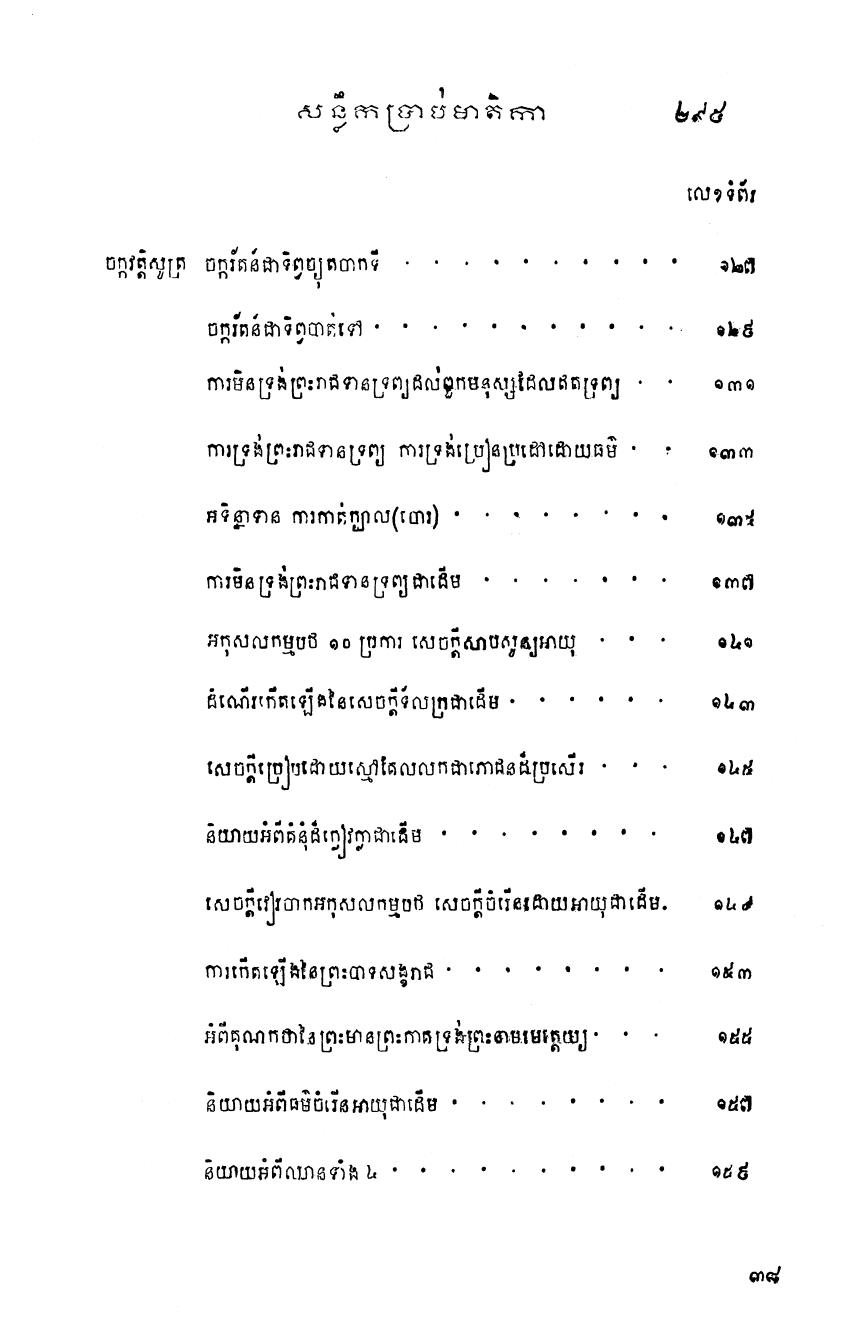 សន្លឹកប្រាប់មាតិកា ២៩៥
លេខទំព័រ
ចក្កវត្តិសូត្រ ចក្ករ័តន៍ជាទិព្វច្យុតចាកទី . . . . . . . . . . ១២៧
ចក្ករ័តន៍ជាទិព្វបាត់ទៅ . . . . . . . . . . . ១២៩
ការមិនទ្រង់ព្រះរាជទានទ្រព្យដល់ពួកមនុស្សដែលឥតទ្រព្យ . . ១៣១
ការទ្រង់ព្រះរាជទានទ្រព្យ ការទ្រង់ប្រៀនប្រដៅដោយធម៌ . . ១៣៣
អទិន្នាទាន ការកាត់ក្បាល(ចោរ) . . . . . . . . ១៣៥
ការមិនទ្រង់ព្រះរាជទានទ្រព្យជាដើម . . . . . . . ១៣៧
អកុសលកម្មបថ ១០ ប្រការ សេចក្តីសាបសូន្យអាយុ . . . ១៤១
ដំណើរកើតឡើងនៃសេចក្តីទ័លក្រជាដើម . . . . . . ១៤៣
សេចក្តីប្រៀបដោយស្មៅតែលលកជាភោជនដ៏ប្រសើរ . . . ១៤៥
និយាយអំពីគំនុំដ៏ក្លៀវក្លាជាដើម . . . . . . . . ១៤៧
សេចក្តីវៀរចាកអកុសលកម្មបថ សេចក្តីចំរើនដោយអាយុជាដើម. ១៤៩
ការកើតឡើងនៃព្រះបាទសង្ខរាជ . . . . . . . . ១៥៣
អំពីគុណកថានៃព្រះមានព្រះភាគទ្រង់ព្រះនាមមេត្តេយ្យ . . . ១៥៥
និយាយអំពីធម៌ចំរើនអាយុជាដើម . . . . . . . . ១៥៧
និយាយអំពីឈានទាំង ៤ . . . . . . . . . . ១៥៩
៣៨